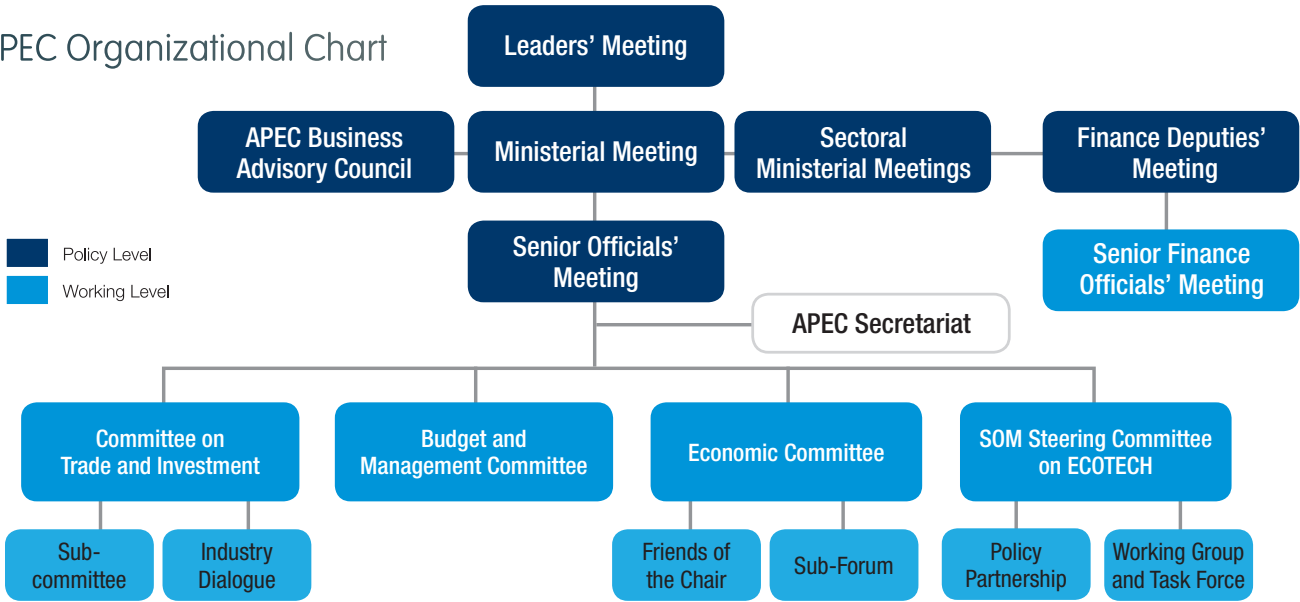 PEC Organizational Chart
Leaders' Meeting
APEC Business
Advisory Council
Ministerial Meeting
Sectoral
Ministerial Meetings
Finance Deputies'
Meeting
Senior Officials'
Meeting
Senior Finance
Officials' Meeting
Policy Level
Working Level
APEC Secretariat
Committee on
Trade and Investment
Budget and
Management Committee
Economic Committee
SOM Steering Committee
on ECOTECH
Sub-
committee
Industry
Dialogue
Friends of
the Chair
Sub-Forum
Policy
Partnership
Working Group
and Task Force